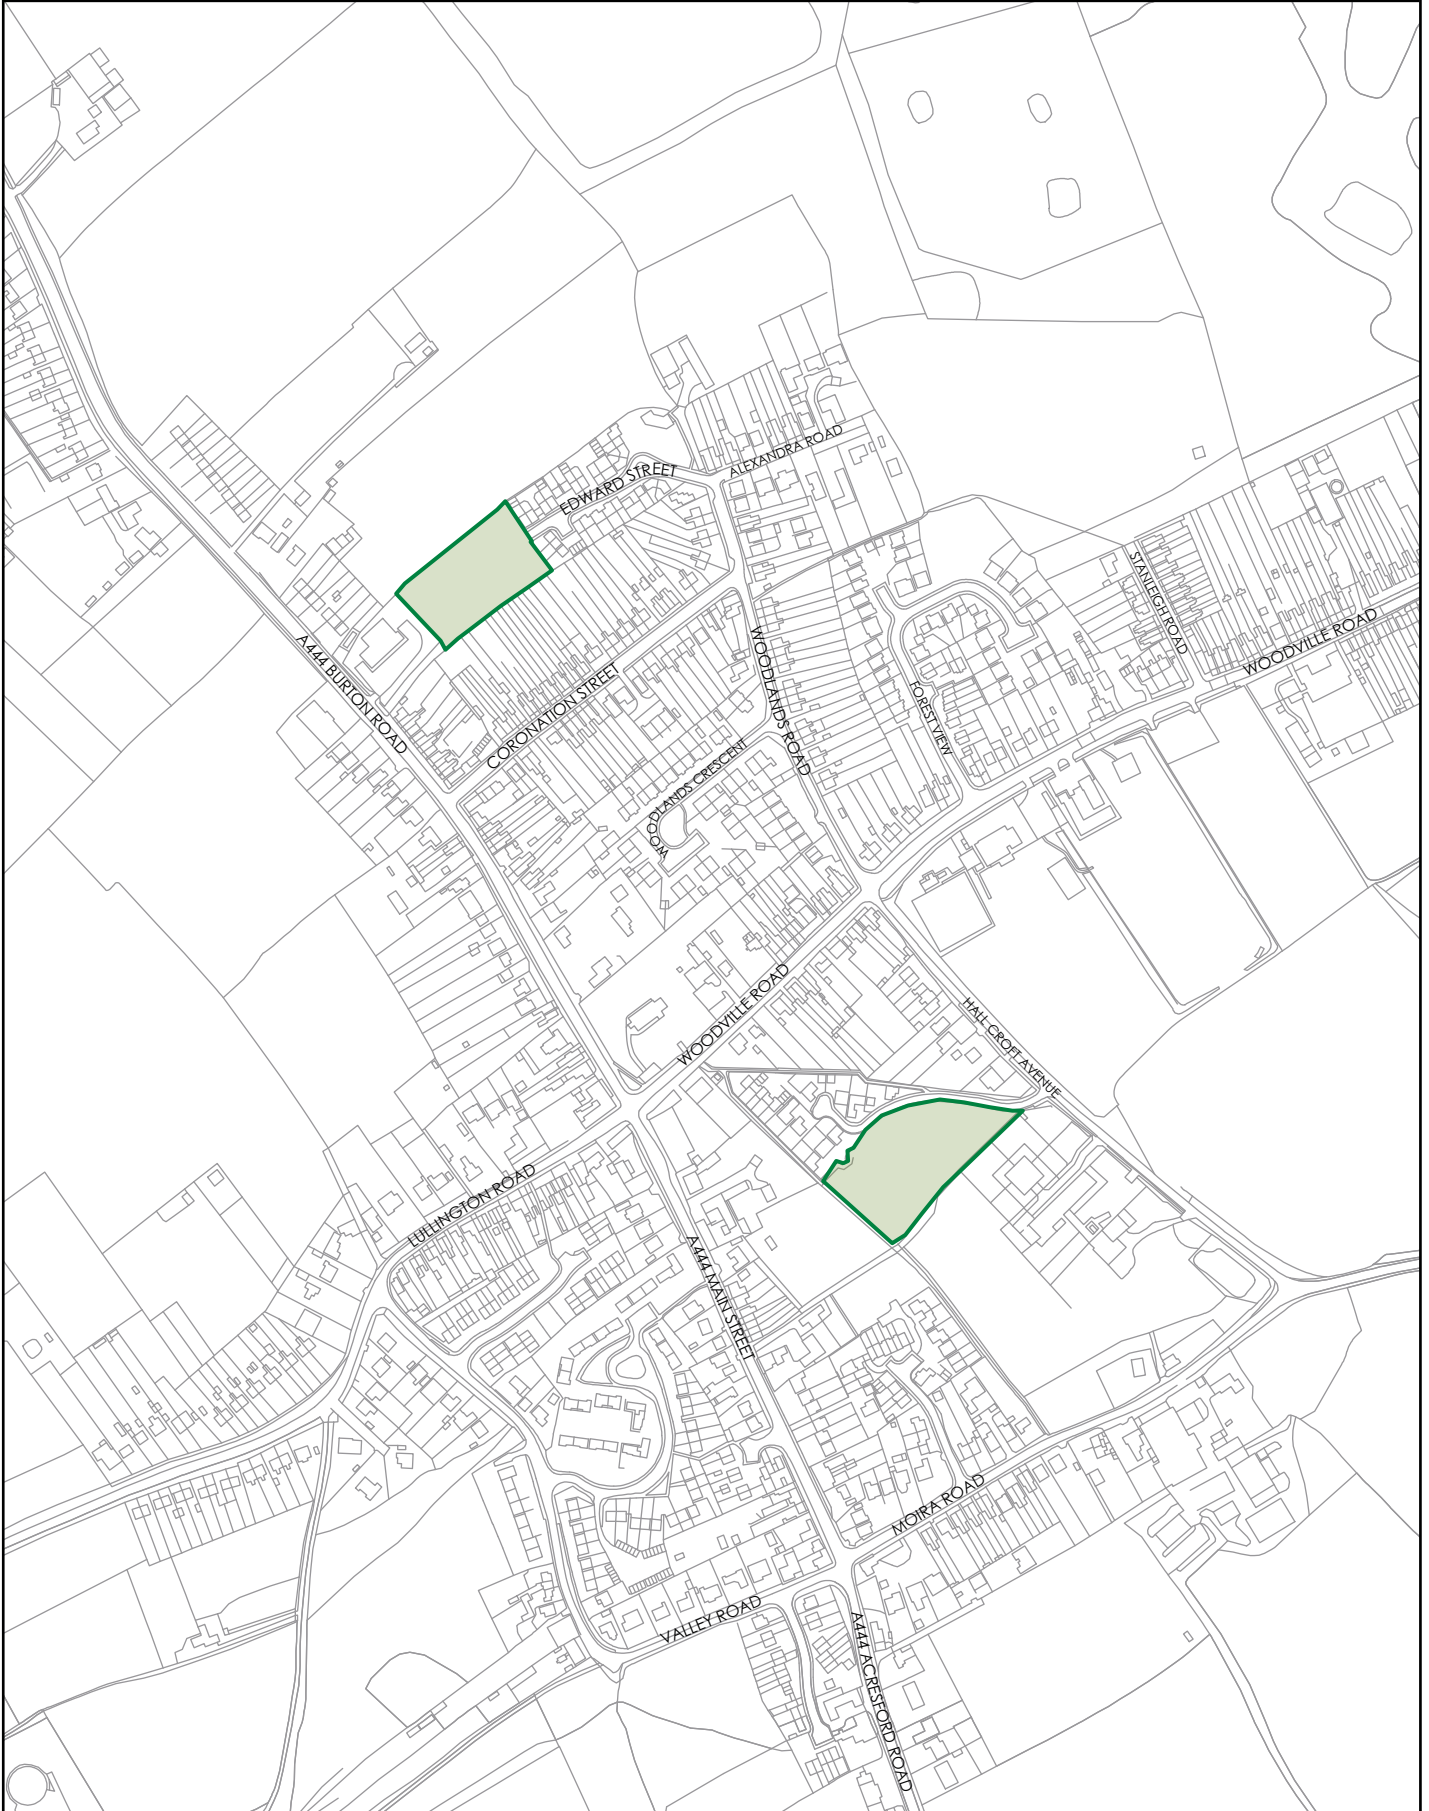 ALEXANDRA ROAD
EDWARD STREET
STANLEIGH ROAD
WOODVILLE ROAD
A444 BURTON ROAD
CORONATION STREET
WOODLANDS ROAD
FOREST VIEW
WOODLANDS CRESCENT
WOODVILLE ROAD
HALL CROFT AVENUE
LULLINGTON ROAD
A444 MAIN STREET
MOIRA ROAD
VALLEY ROAD
A444 ACRESFORD ROAD